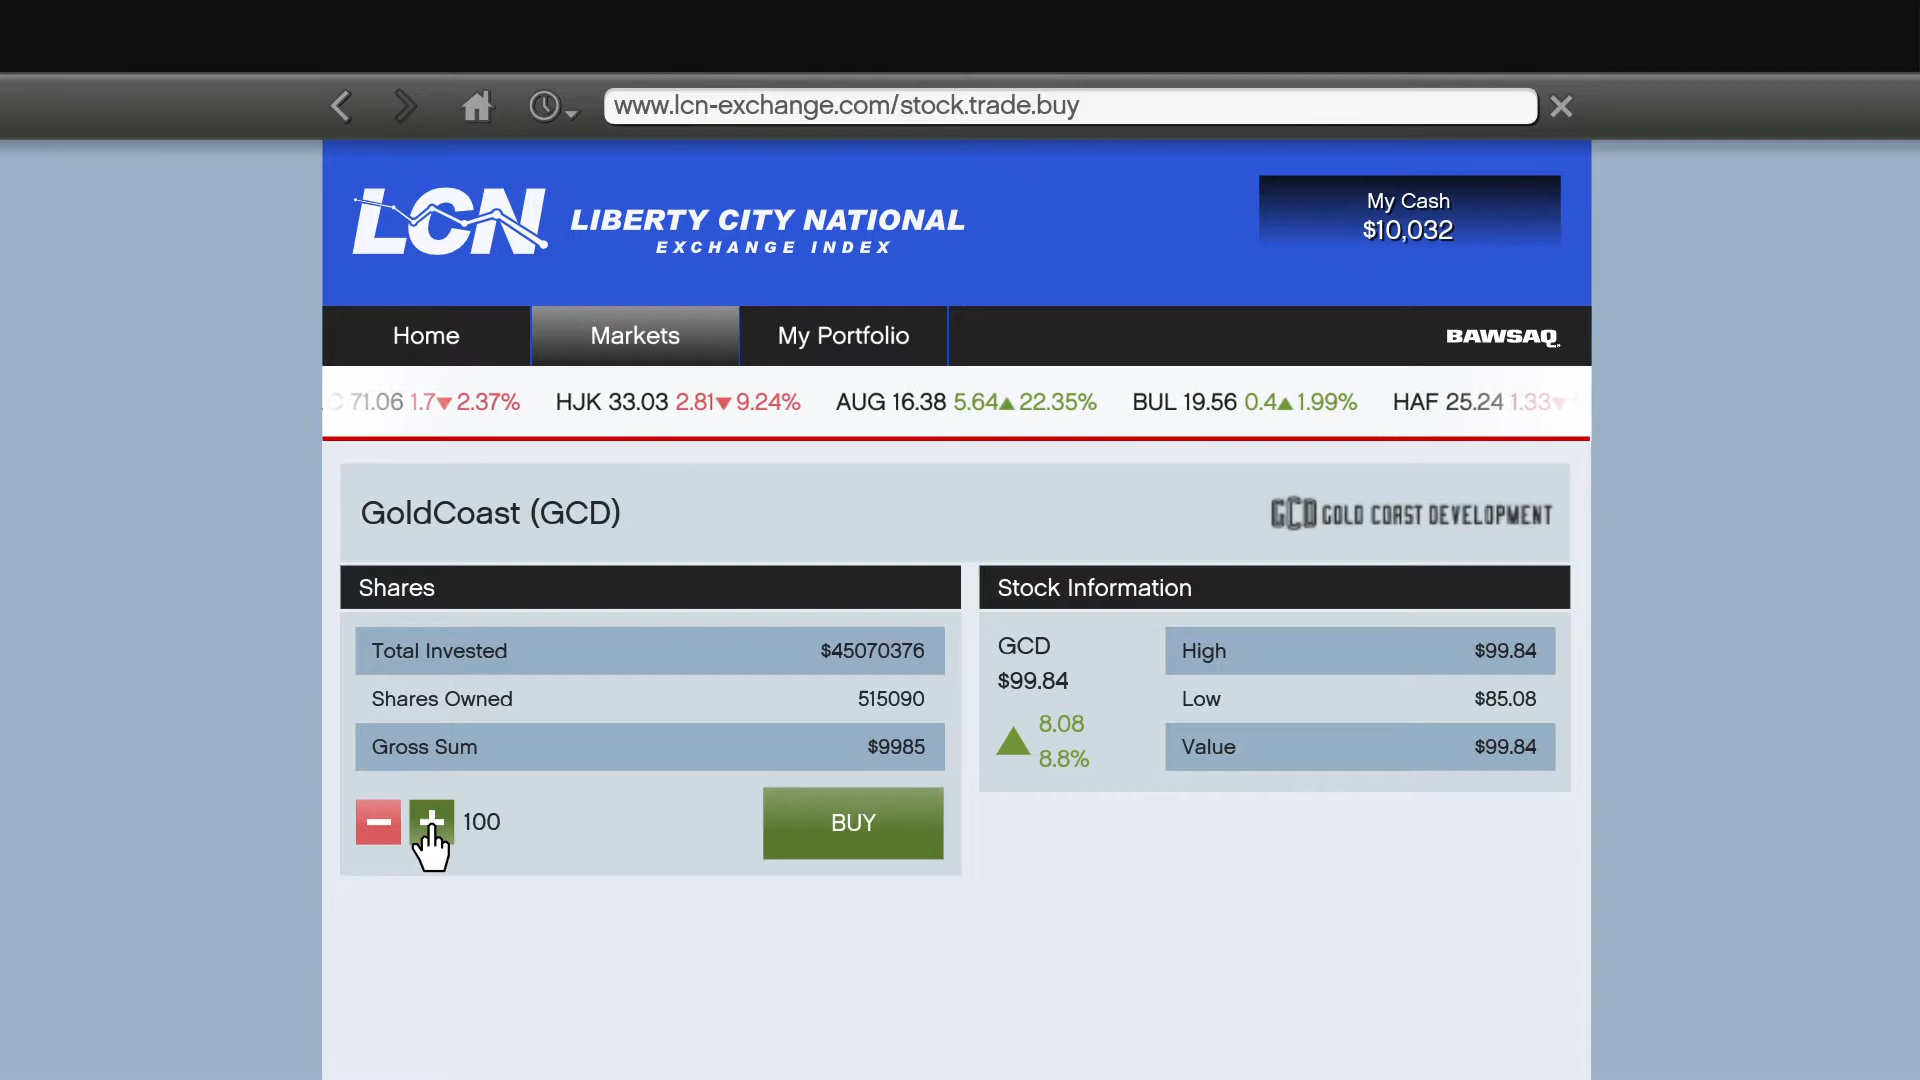 www.lcn-exchange.com/stock.trade.buy
LCN LIBERTY CITY NATIONAL
EXCHANGE INDEX
My Cash
$10,032
Home Markets My Portfolio BAWSAQ
C 71.06 1.7▼2.37% HJK 33.03 2.81▼9.24% AUG 16.38 5.64▲22.35% BUL 19.56 0.4▲1.99% HAF 25.24 1.33▼
GoldCoast (GCD)
GCD GOLD COAST DEVELOPMENT
Shares
Total Invested $45070376
Shares Owned 515090
Gross Sum $9985
100
BUY
Stock Information
GCD
$99.84
8.08
8.8%
High $99.84
Low $85.08
Value $99.84